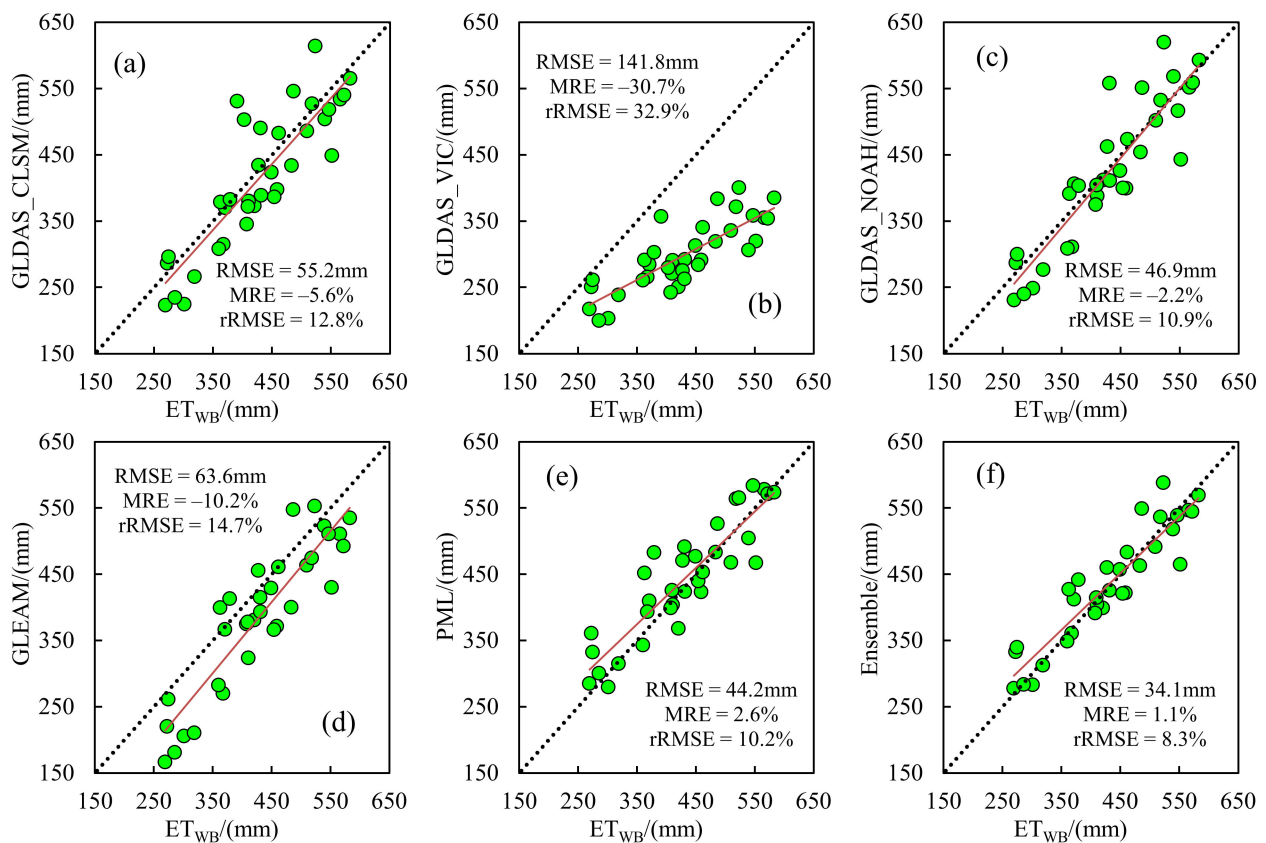 650
550
450
350
250
150
GLDAS_CLSM/(mm)
(a)
RMSE = 55.2mm
MRE = –5.6%
rRMSE = 12.8%
150 250 350 450 550 650
ET_WB/(mm)
650
550
450
350
250
150
GLDAS_VIC/(mm)
RMSE = 141.8mm
MRE = –30.7%
rRMSE = 32.9%
(b)
150 250 350 450 550 650
ET_WB/(mm)
650
550
450
350
250
150
GLDAS_NOAH/(mm)
(c)
RMSE = 46.9mm
MRE = –2.2%
rRMSE = 10.9%
150 250 350 450 550 650
ET_WB/(mm)
650
550
450
350
250
150
GLEAM/(mm)
RMSE = 63.6mm
MRE = –10.2%
rRMSE = 14.7%
(d)
150 250 350 450 550 650
ET_WB/(mm)
650
550
450
350
250
150
PML/(mm)
(e)
RMSE = 44.2mm
MRE = 2.6%
rRMSE = 10.2%
150 250 350 450 550 650
ET_WB/(mm)
650
550
450
350
250
150
Ensemble/(mm)
(f)
RMSE = 34.1mm
MRE = 1.1%
rRMSE = 8.3%
150 250 350 450 550 650
ET_WB/(mm)